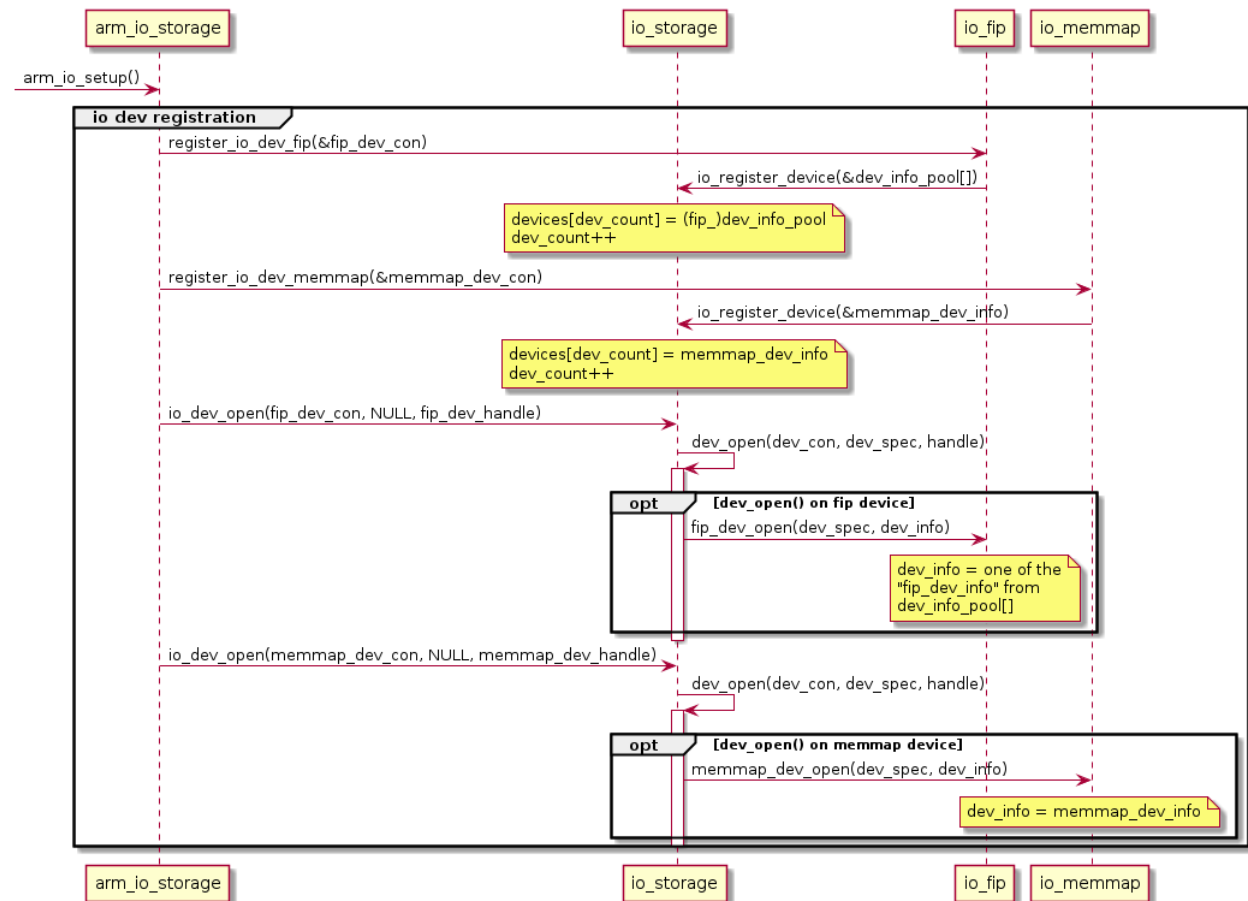 arm_io_storage
io_storage
io_fip
io_memmap
arm_io_setup()
io dev registration
register_io_dev_fip(&fip_dev_con)
io_register_device(&dev_info_pool[])
devices[dev_count] = (fip_)dev_info_pool
dev_count++
register_io_dev_memmap(&memmap_dev_con)
io_register_device(&memmap_dev_info)
devices[dev_count] = memmap_dev_info
dev_count++
io_dev_open(fip_dev_con, NULL, fip_dev_handle)
dev_open(dev_con, dev_spec, handle)
opt
[dev_open() on fip device]
fip_dev_open(dev_spec, dev_info)
dev_info = one of the
"fip_dev_info" from
dev_info_pool[]
io_dev_open(memmap_dev_con, NULL, memmap_dev_handle)
dev_open(dev_con, dev_spec, handle)
opt
[dev_open() on memmap device]
memmap_dev_open(dev_spec, dev_info)
dev_info = memmap_dev_info
arm_io_storage
io_storage
io_fip
io_memmap